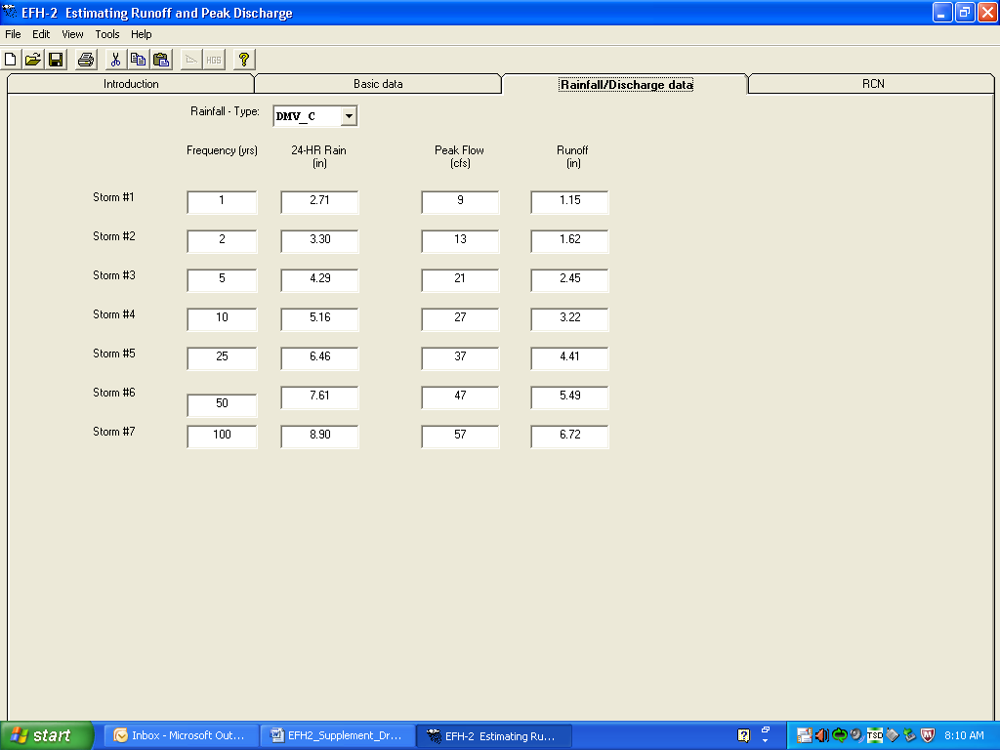 EFH-2 Estimating Runoff and Peak Discharge
File Edit View Tools Help
HGS
Introduction Basic data Rainfall/Discharge data RCN
Rainfall - Type: DMV_C
Frequency (yrs) 24-HR Rain (in) Peak Flow (cfs) Runoff (in)
Storm #1 1 2.71 9 1.15
Storm #2 2 3.30 13 1.62
Storm #3 5 4.29 21 2.45
Storm #4 10 5.16 27 3.22
Storm #5 25 6.46 37 4.41
Storm #6 50 7.61 47 5.49
Storm #7 100 8.90 57 6.72
start Inbox - Microsoft Out... EFH2_Supplement_Dr... EFH-2 Estimating Ru... TSD 8:10 AM